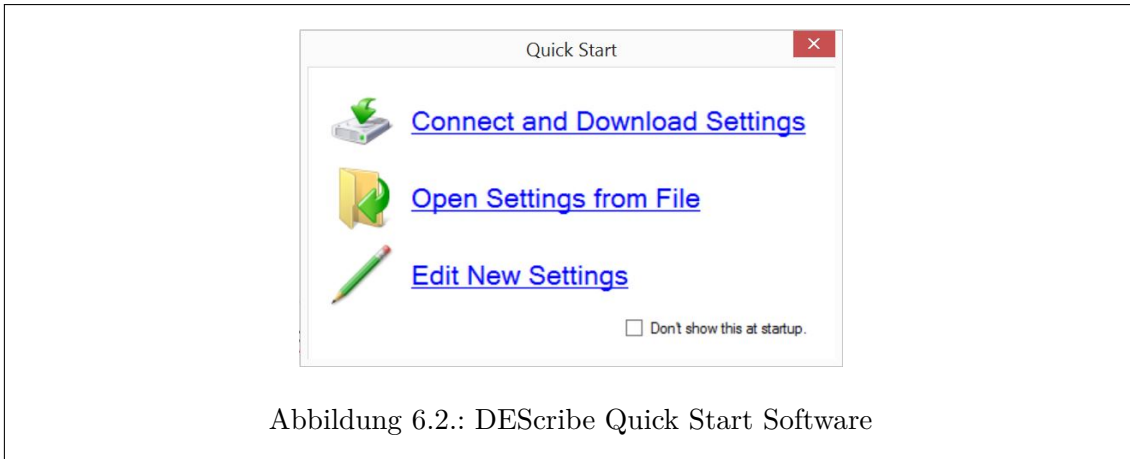 Quick Start
Connect and Download Settings
Open Settings from File
Edit New Settings
Don't show this at startup.
Abbildung 6.2.: DEScribe Quick Start Software